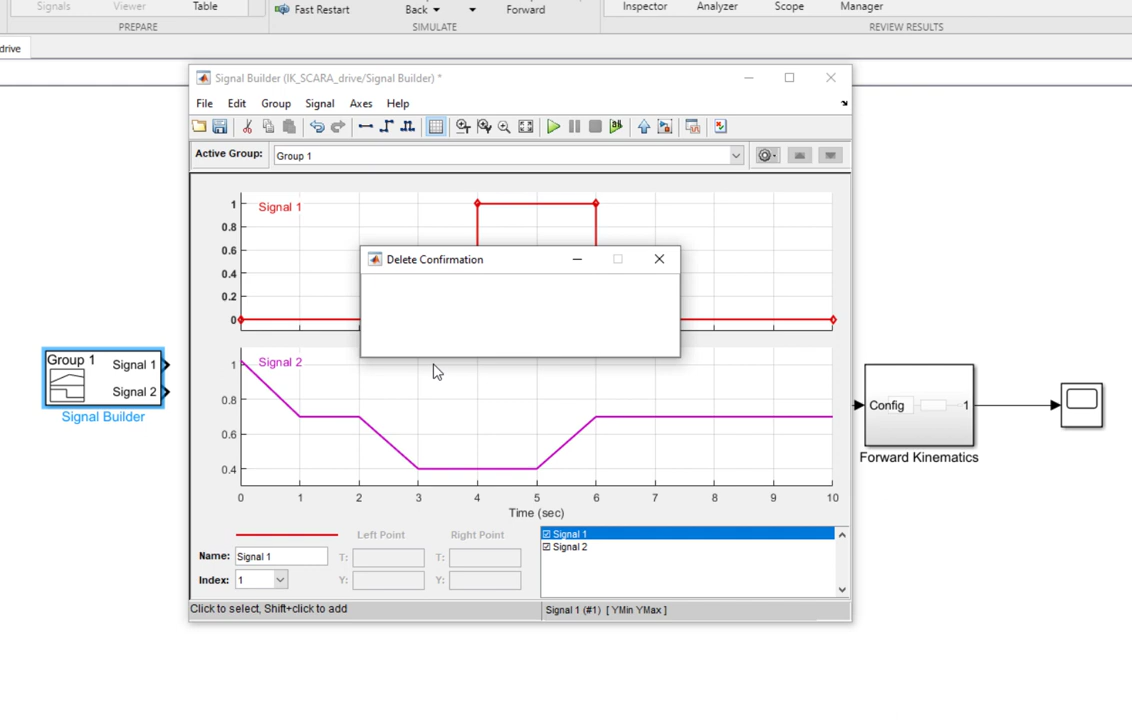 Signals Viewer Table Fast Restart Back Forward Inspector Analyzer Scope Manager
PREPARE SIMULATE REVIEW RESULTS
drive
Signal Builder (IK_SCARA_drive/Signal Builder) *
File Edit Group Signal Axes Help
Active Group: Group 1
1 Signal 1
0.8
0.6
0.4
0.2
0
Delete Confirmation
1 Signal 2
0.8
0.6
0.4
0 1 2 3 4 5 6 7 8 9 10
Time (sec)
Group 1 Signal 1
Signal 2
Signal Builder
Config 1
Forward Kinematics
Left Point Right Point
Name: Signal 1 T: T:
Index: 1 Y: Y:
Signal 1
Signal 2
Click to select, Shift+click to add Signal 1 (#1) [ YMin YMax ]